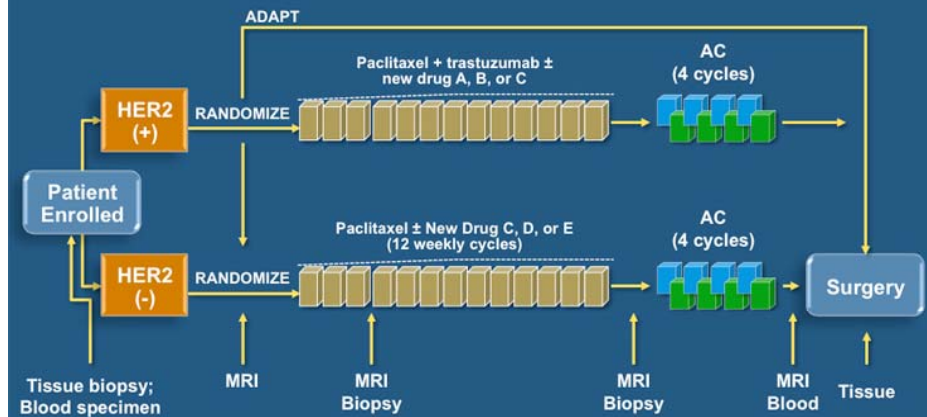 ADAPT
Paclitaxel + trastuzumab ±
new drug A, B, or C
AC
(4 cycles)
HER2
(+)
RANDOMIZE
Patient
Enrolled
Paclitaxel ± New Drug C, D, or E
(12 weekly cycles)
AC
(4 cycles)
HER2
(-)
RANDOMIZE
Surgery
Tissue biopsy;
Blood specimen
MRI
MRI
Biopsy
MRI
Biopsy
MRI
Blood
Tissue